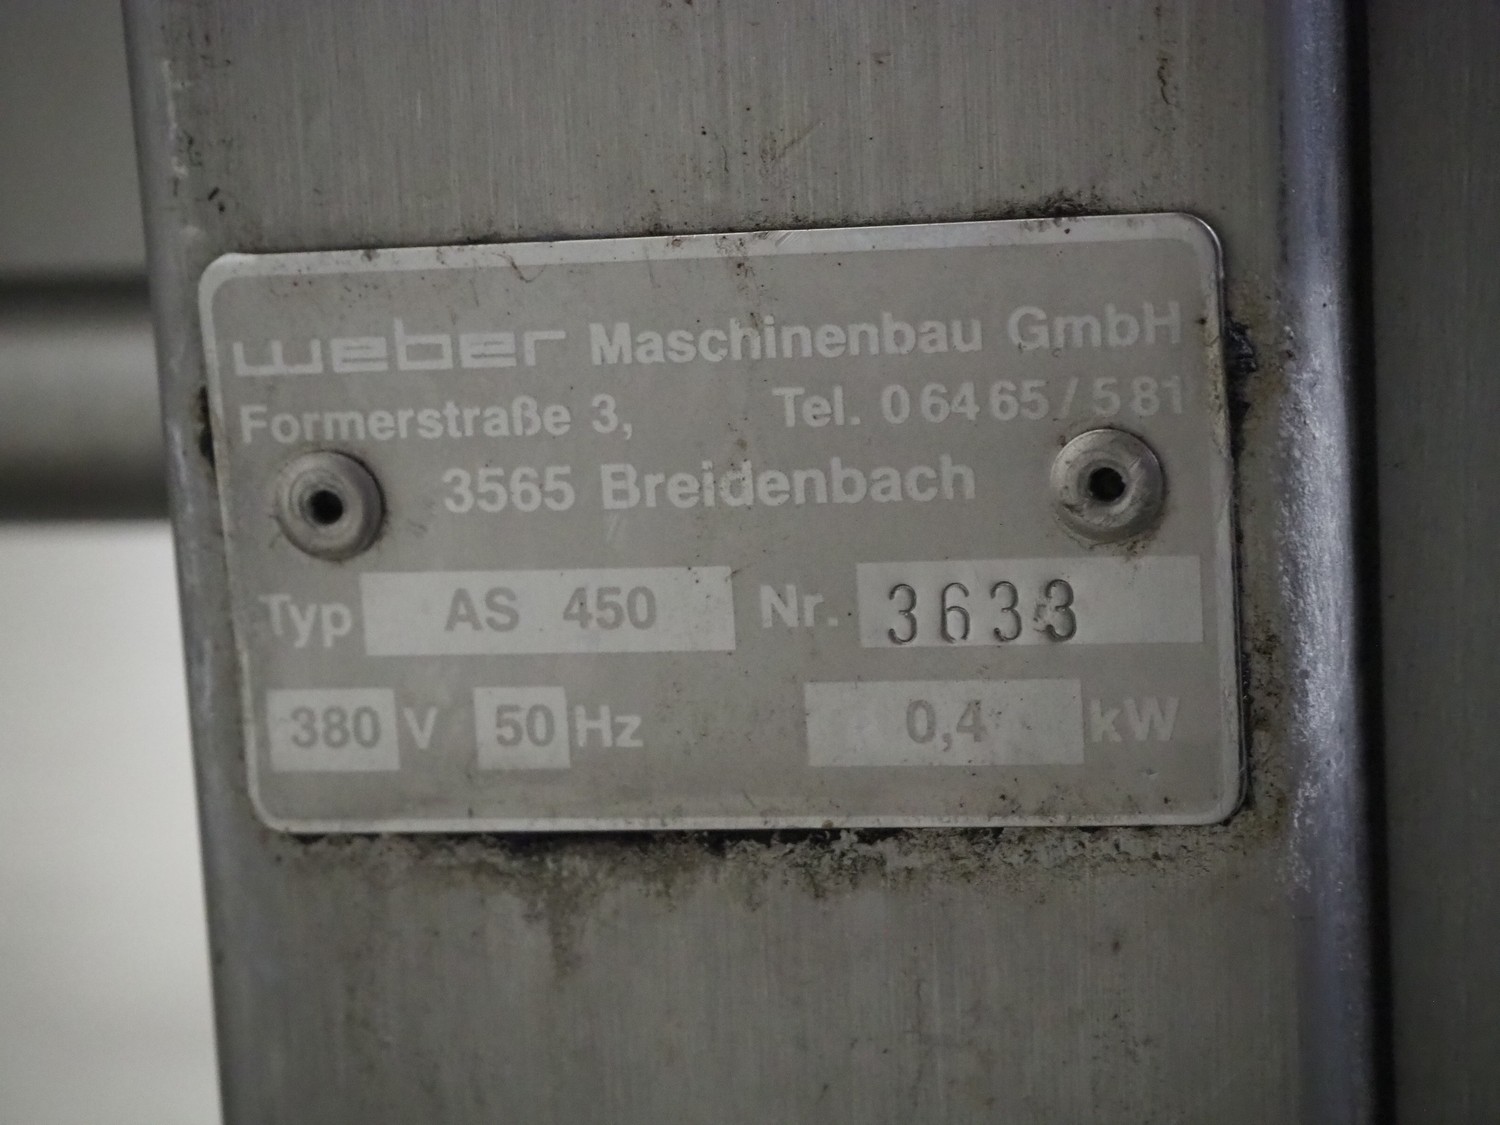 weber Maschinenbau GmbH
Formerstraße 3, Tel. 06465/581
3565 Breidenbach
Typ AS 450 Nr. 3633
380 V 50 Hz 0,4 kW